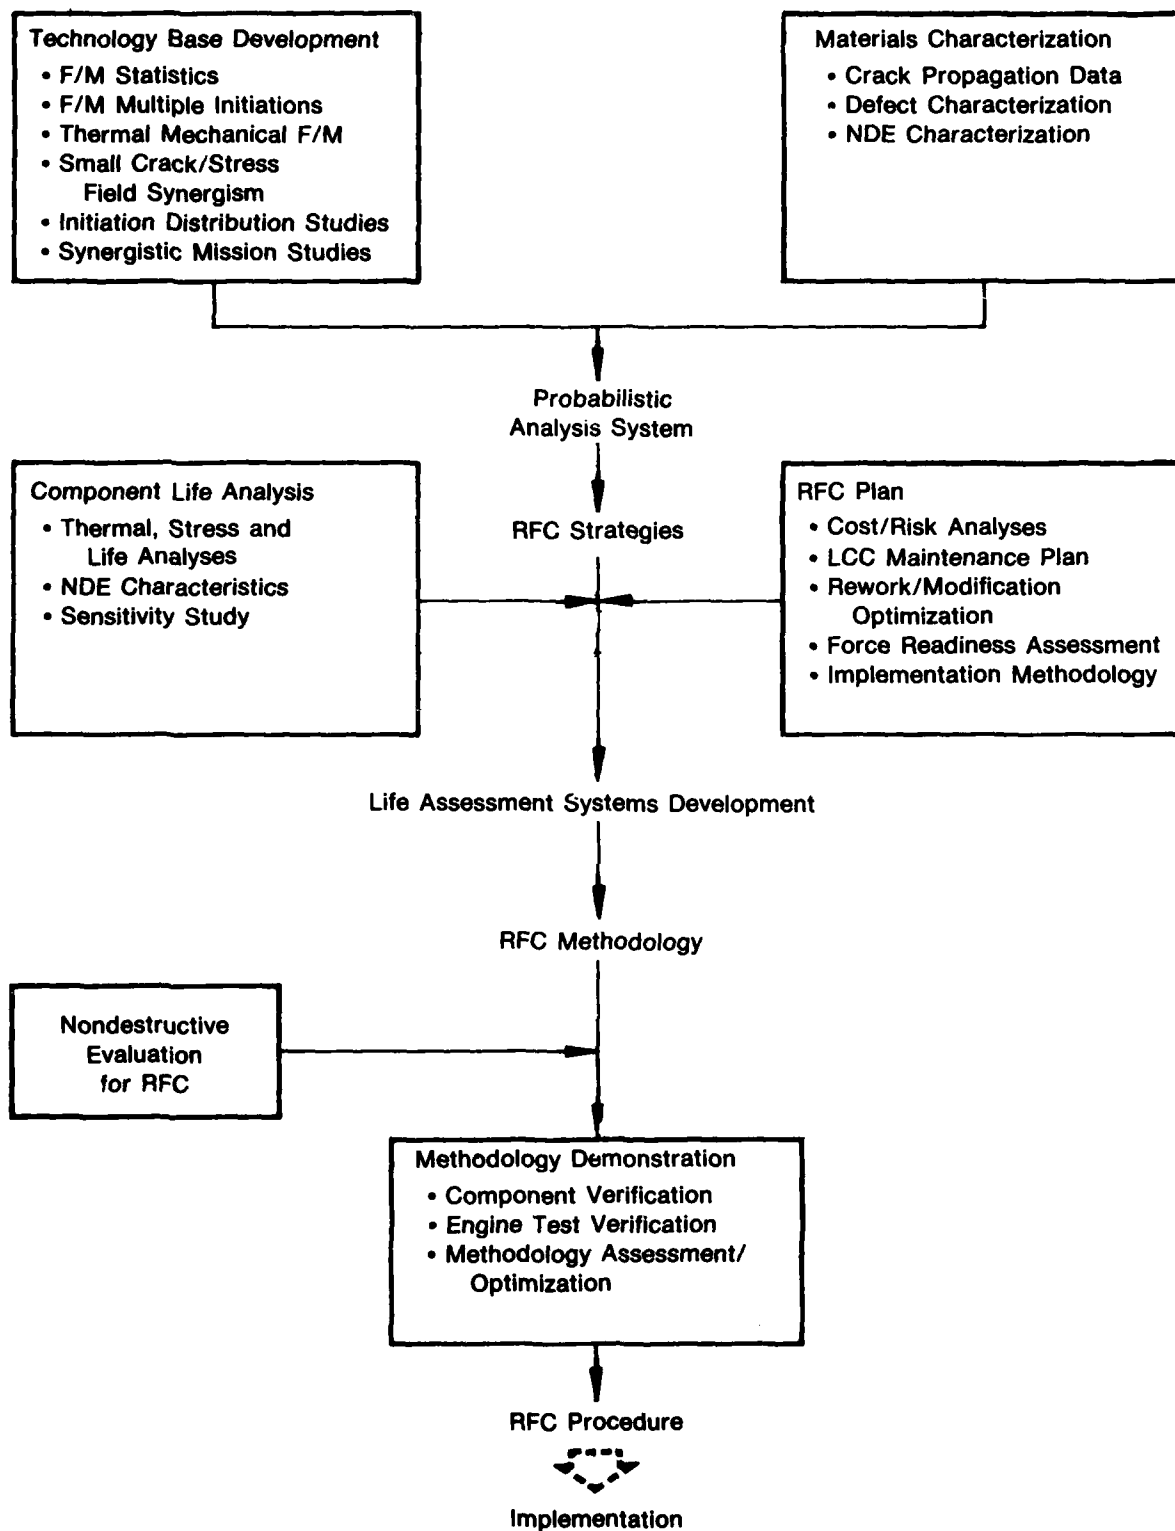 Technology Base Development
• F/M Statistics
• F/M Multiple Initiations
• Thermal Mechanical F/M
• Small Crack/Stress
Field Synergism
• Initiation Distribution Studies
• Synergistic Mission Studies
Materials Characterization
• Crack Propagation Data
• Defect Characterization
• NDE Characterization
Probabilistic
Analysis System
Component Life Analysis
• Thermal, Stress and
Life Analyses
• NDE Characteristics
• Sensitivity Study
RFC Strategies
RFC Plan
• Cost/Risk Analyses
• LCC Maintenance Plan
• Rework/Modification
Optimization
• Force Readiness Assessment
• Implementation Methodology
Life Assessment Systems Development
RFC Methodology
Nondestructive
Evaluation
for RFC
Methodology Demonstration
• Component Verification
• Engine Test Verification
• Methodology Assessment/
Optimization
RFC Procedure
Implementation